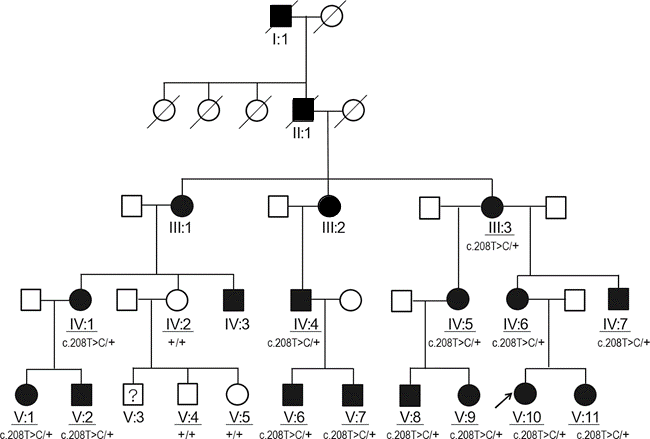 I:1
II:1
III:1 III:2 III:3
c.208T>C/+
IV:1 IV:2 IV:3 IV:4 IV:5 IV:6 IV:7
c.208T>C/+ +/+ c.208T>C/+ c.208T>C/+ c.208T>C/+ c.208T>C/+
?
V:1 V:2 V:3 V:4 V:5 V:6 V:7 V:8 V:9 V:10 V:11
c.208T>C/+ c.208T>C/+ +/+ +/+ c.208T>C/+ c.208T>C/+ c.208T>C/+ c.208T>C/+ c.208T>C/+ c.208T>C/+